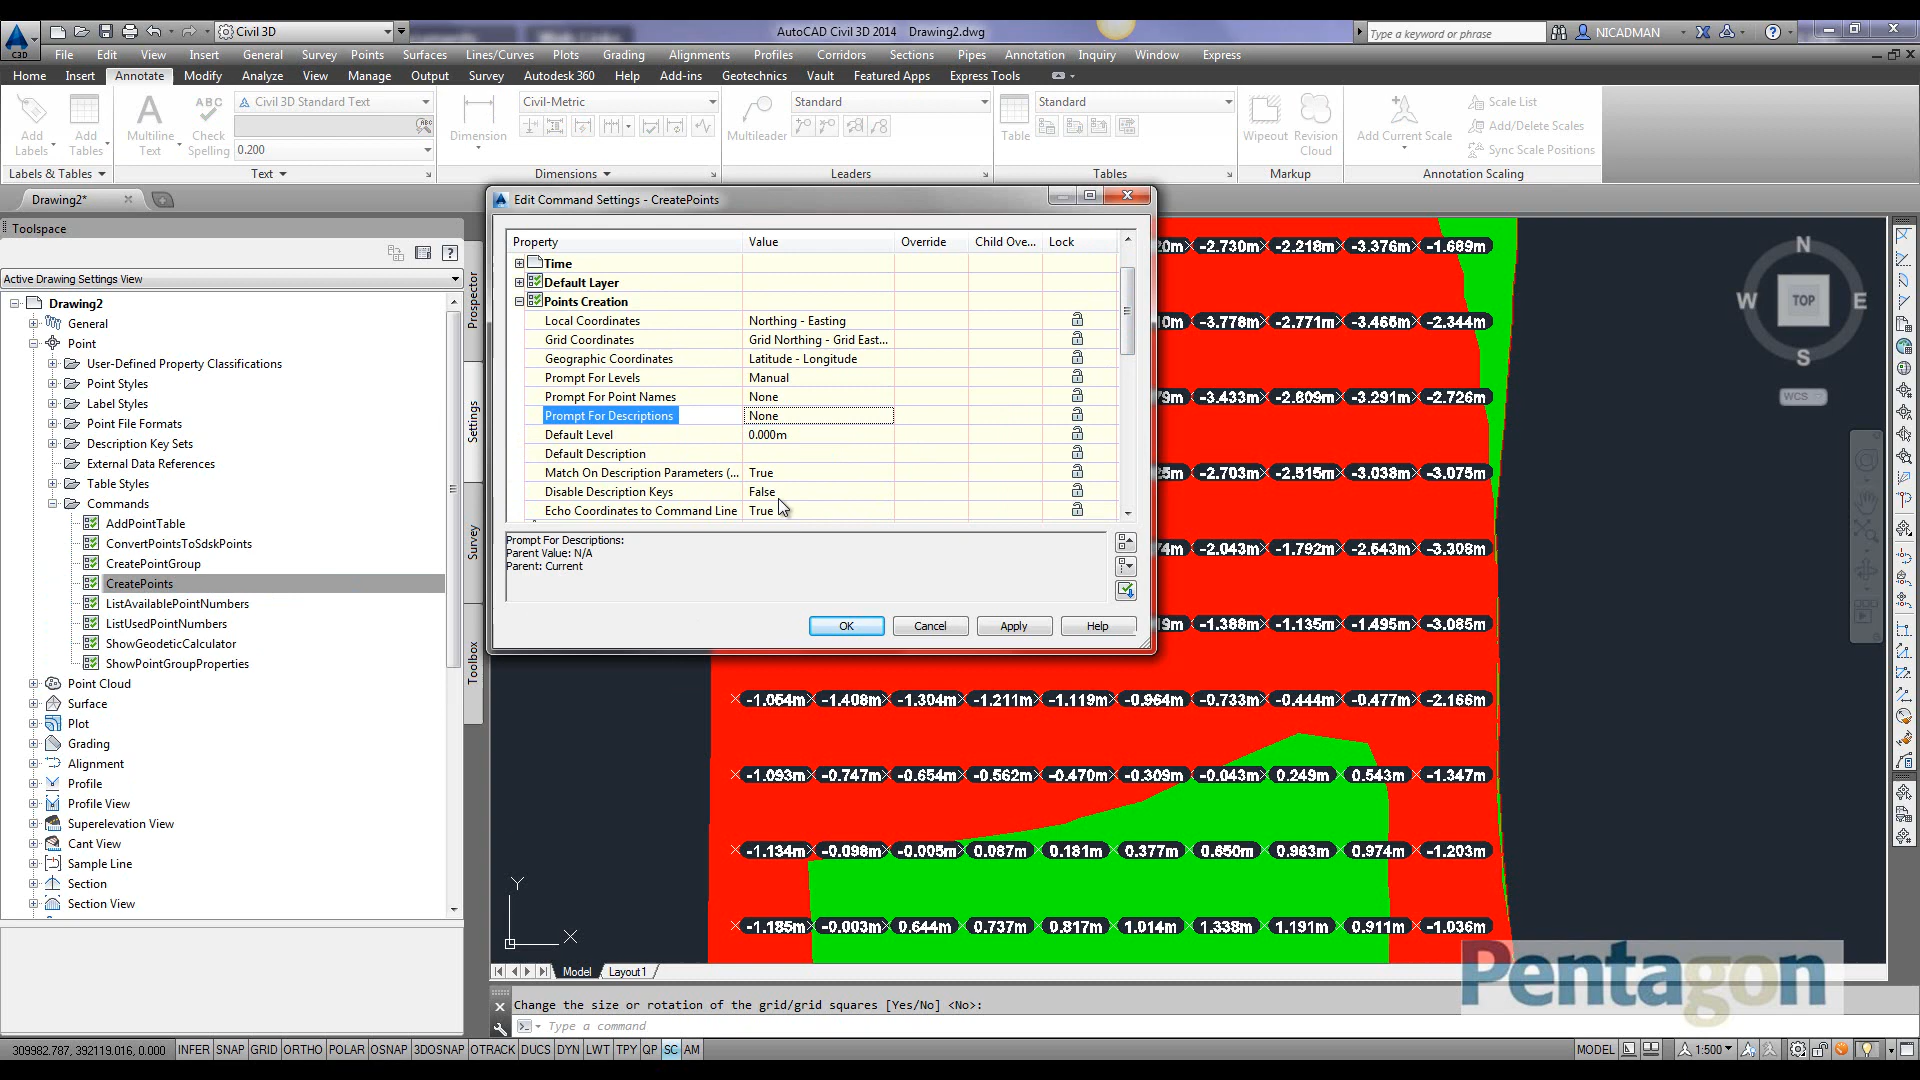 Civil 3D
AutoCAD Civil 3D 2014 Drawing2.dwg
Type a keyword or phrase
NICADMAN
C3D
File Edit View Insert General Survey Points Surfaces Lines/Curves Plots Grading Alignments Profiles Corridors Sections Pipes Annotation Inquiry Window Express
Home Insert Annotate Modify Analyze View Manage Output Survey Autodesk 360 Help Add-ins Geotechnics Vault Featured Apps Express Tools
Add Labels
Add Tables
Labels & Tables
Multiline Text
ABC
Check Spelling
Civil 3D Standard Text
0.200
Text
Dimension
Civil-Metric
Dimensions
Multileader
Standard
Leaders
Table
Standard
Tables
Wipeout
Revision Cloud
Markup
Add Current Scale
Scale List
Add/Delete Scales
Sync Scale Positions
Annotation Scaling
Drawing2*
Toolspace
Active Drawing Settings View
Drawing2
General
Point
User-Defined Property Classifications
Point Styles
Label Styles
Point File Formats
Description Key Sets
External Data References
Table Styles
Commands
AddPointTable
ConvertPointsToSdskPoints
CreatePointGroup
CreatePoints
ListAvailablePointNumbers
ListUsedPointNumbers
ShowGeodeticCalculator
ShowPointGroupProperties
Point Cloud
Surface
Plot
Grading
Alignment
Profile
Profile View
Superelevation View
Cant View
Sample Line
Section
Section View
Prospector
Settings
Survey
Toolbox
Edit Command Settings - CreatePoints
Property Value Override Child Ove... Lock
Time
Default Layer
Points Creation
Local Coordinates Northing - Easting
Grid Coordinates Grid Northing - Grid East...
Geographic Coordinates Latitude - Longitude
Prompt For Levels Manual
Prompt For Point Names None
Prompt For Descriptions None
Default Level 0.000m
Default Description
Match On Description Parameters (... True
Disable Description Keys False
Echo Coordinates to Command Line True
Prompt For Descriptions:
Parent Value: N/A
Parent: Current
OK Cancel Apply Help
20m -2.730m -2.218m -3.376m -1.689m
10m -3.778m -2.771m -3.465m -2.344m
79m -3.433m -2.609m -3.291m -2.726m
25m -2.703m -2.515m -3.038m -3.075m
74m -2.043m -1.792m -2.543m -3.308m
19m -1.388m -1.135m -1.495m -3.085m
-1.054m -1.408m -1.304m -1.211m -1.119m -0.964m -0.733m -0.444m -0.477m -2.166m
-1.093m -0.747m -0.654m -0.562m -0.470m -0.309m -0.043m 0.249m 0.543m -1.347m
-1.134m -0.098m -0.005m 0.087m 0.181m 0.377m 0.650m 0.963m 0.974m -1.203m
-1.185m -0.003m 0.644m 0.737m 0.817m 1.014m 1.338m 1.191m 0.911m -1.036m
N
W TOP E
S
WCS
Y
X
Model Layout1
Pentagon
Change the size or rotation of the grid/grid squares [Yes/No] <No>:
Type a command
309982.787, 392119.016, 0.000 INFER SNAP GRID ORTHO POLAR OSNAP 3DOSNAP OTRACK DUCS DYN LWT TPY QP SC AM MODEL 1:500